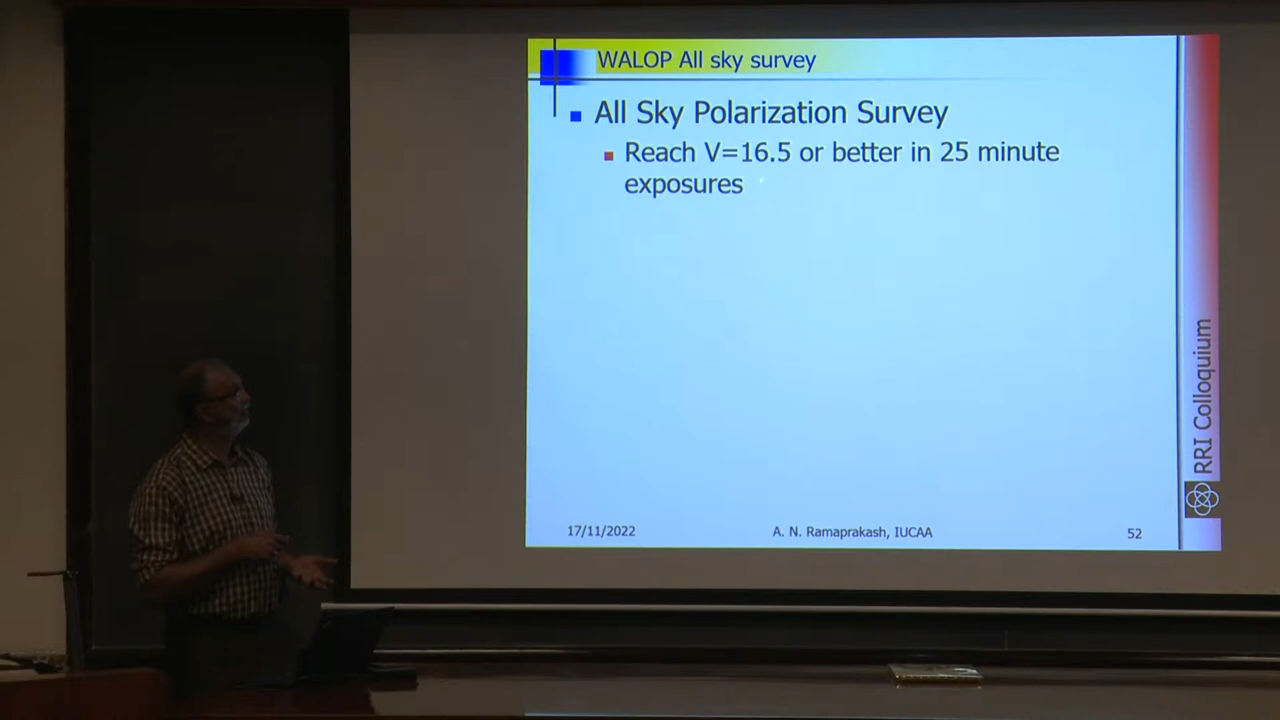 WALOP All sky survey
All Sky Polarization Survey
Reach V=16.5 or better in 25 minute
exposures
RRI Colloquium
17/11/2022
A. N. Ramaprakash, IUCAA
52